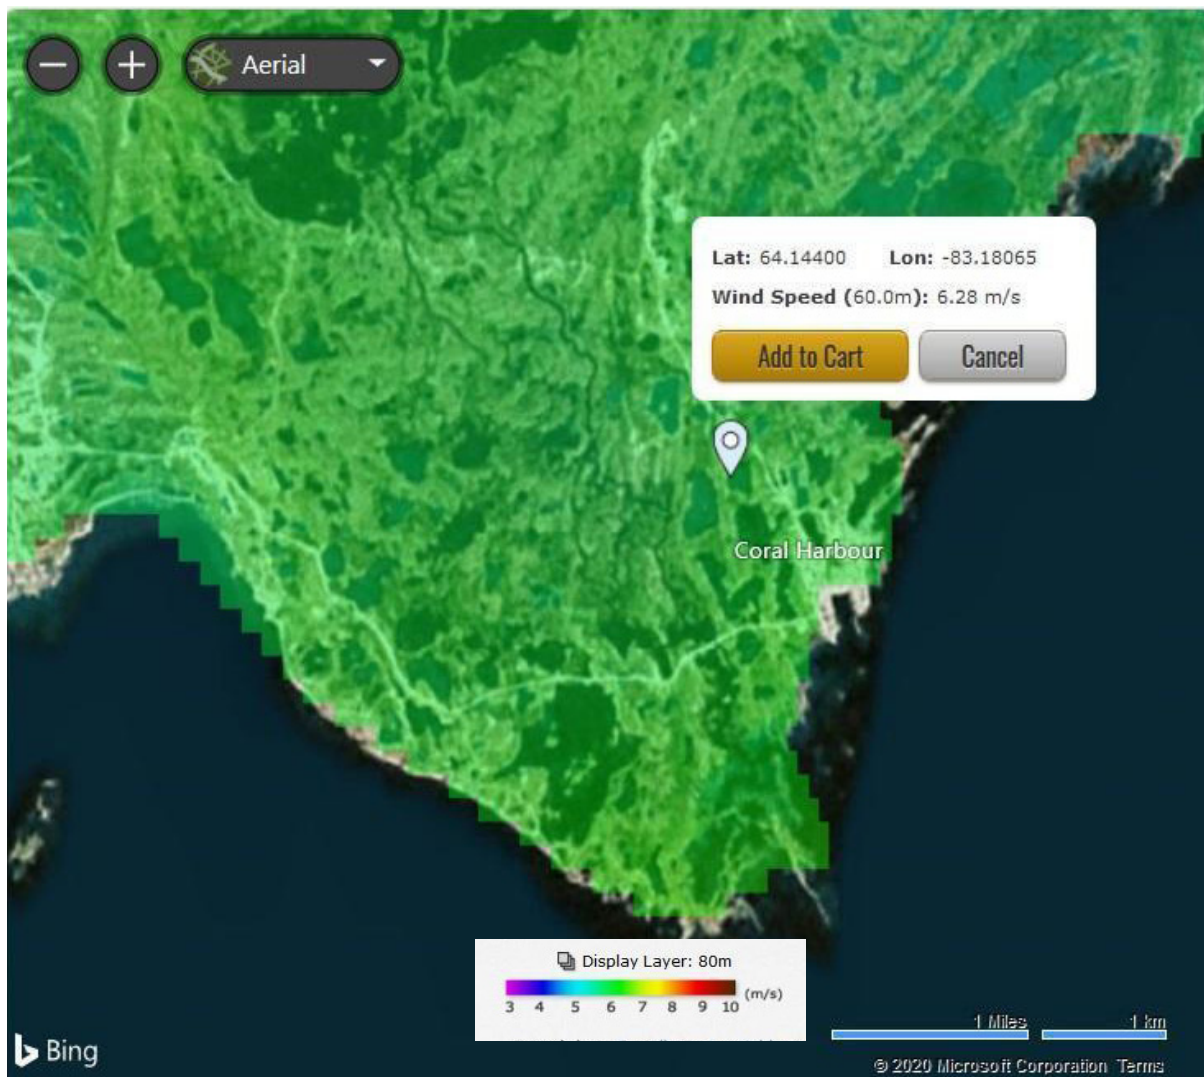 Aerial
Lat: 64.14400 Lon: -83.18065
Wind Speed (60.0m): 6.28 m/s
Add to Cart Cancel
Coral Harbour
Display Layer: 80m
3 4 5 6 7 8 9 10 (m/s)
1 Miles 1 km
Bing
© 2020 Microsoft Corporation Terms